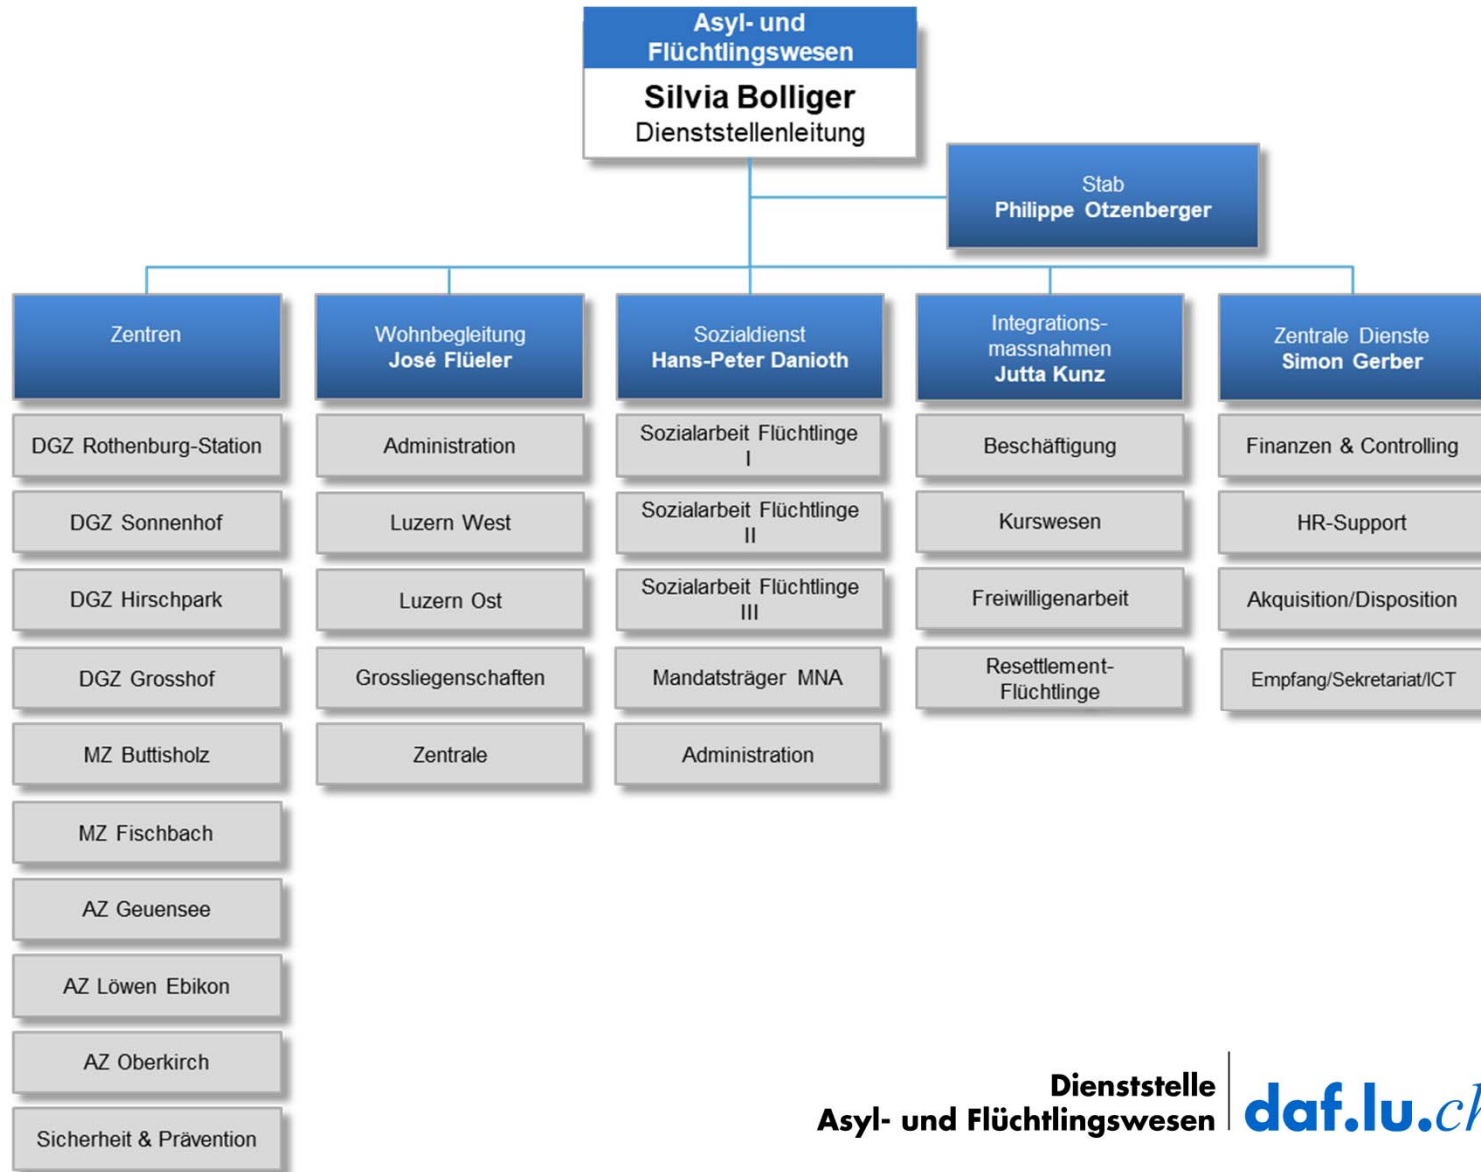 Asyl- und
Flüchtlingswesen
Silvia Bolliger
Dienststellenleitung
Stab
Philippe Otzenberger
Zentren
DGZ Rothenburg-Station
DGZ Sonnenhof
DGZ Hirschpark
DGZ Grosshof
MZ Buttisholz
MZ Fischbach
AZ Geuensee
AZ Löwen Ebikon
AZ Oberkirch
Sicherheit & Prävention
Wohnbegleitung
José Flüeler
Administration
Luzern West
Luzern Ost
Grossliegenschaften
Zentrale
Sozialdienst
Hans-Peter Danioth
Sozialarbeit Flüchtlinge
I
Sozialarbeit Flüchtlinge
II
Sozialarbeit Flüchtlinge
III
Mandatsträger MNA
Administration
Integrations-
massnahmen
Jutta Kunz
Beschäftigung
Kurswesen
Freiwilligenarbeit
Resettlement-
Flüchtlinge
Zentrale Dienste
Simon Gerber
Finanzen & Controlling
HR-Support
Akquisition/Disposition
Empfang/Sekretariat/ICT
Dienststelle
Asyl- und Flüchtlingswesen
daf.lu.ch